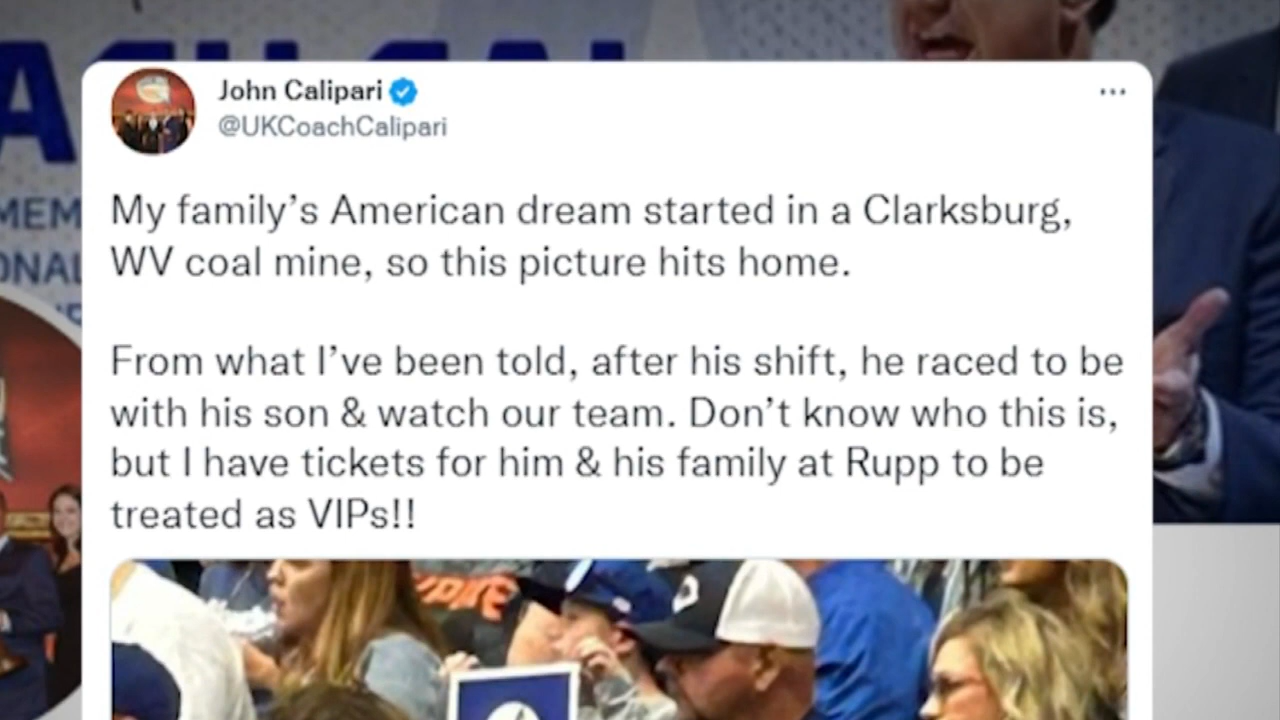 John Calipari
@UKCoachCalipari
My family’s American dream started in a Clarksburg,
WV coal mine, so this picture hits home.
From what I’ve been told, after his shift, he raced to be
with his son & watch our team. Don’t know who this is,
but I have tickets for him & his family at Rupp to be
treated as VIPs!!